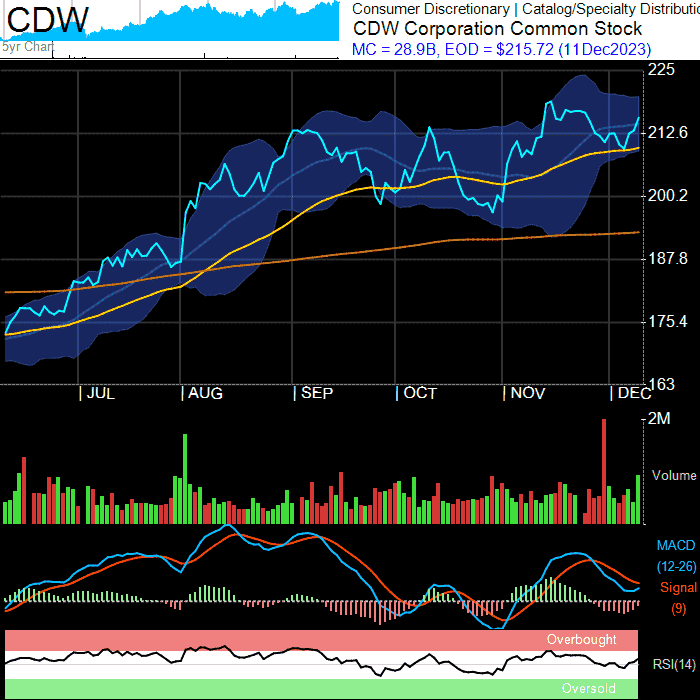 CDW
5yr Chart
Consumer Discretionary | Catalog/Specialty Distributio
CDW Corporation Common Stock
MC = 28.9B, EOD = $215.72 (11Dec2023)
225
212.6
200.2
187.8
175.4
163
JUL
AUG
SEP
OCT
NOV
DEC
2M
Volume
MACD
(12-26)
Signal
(9)
Overbought
RSI(14)
Oversold